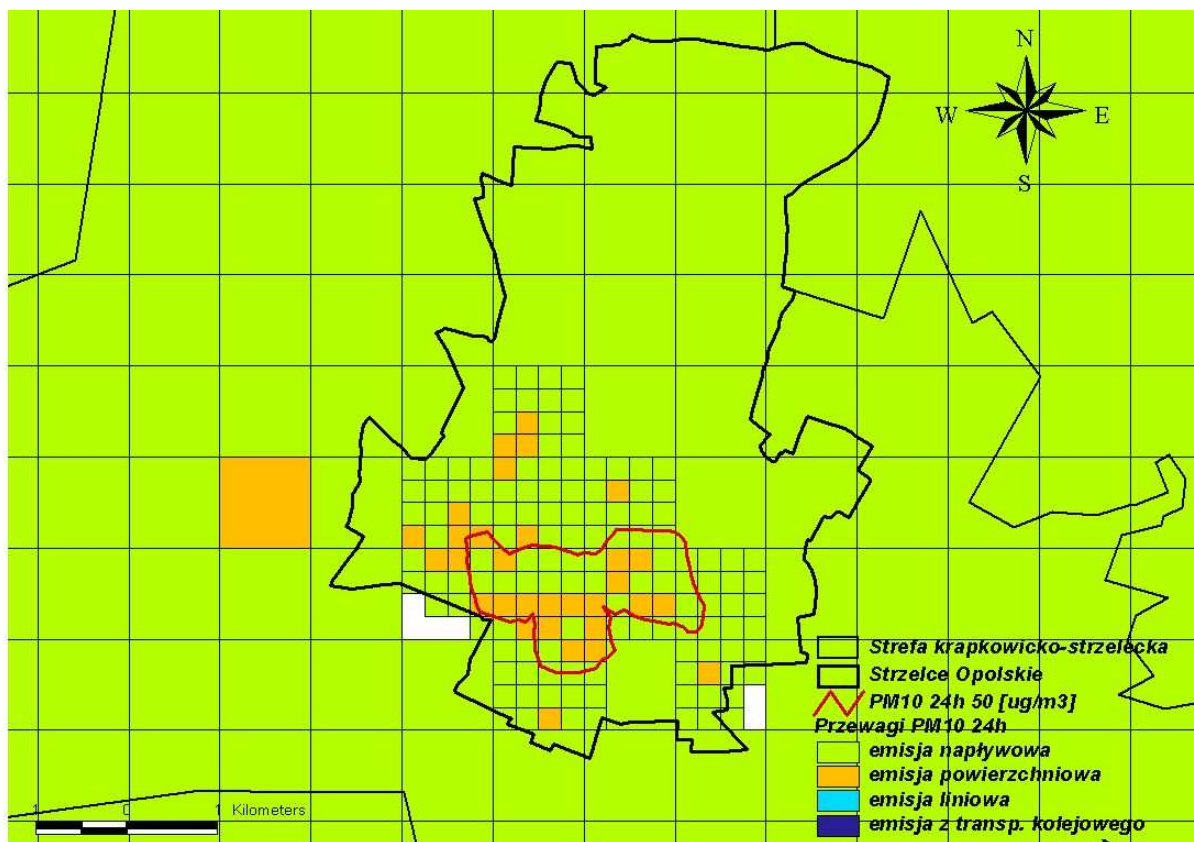 N
W E
S
Strefa krapkowicko-strzelecka
Strzelce Opolskie
PM10 24h 50 [ug/m3]
Przewagi PM10 24h
emisja napływowa
emisja powierzchniowa
emisja liniowa
emisja z transp. kolejowego
1 0 1 Kilometers